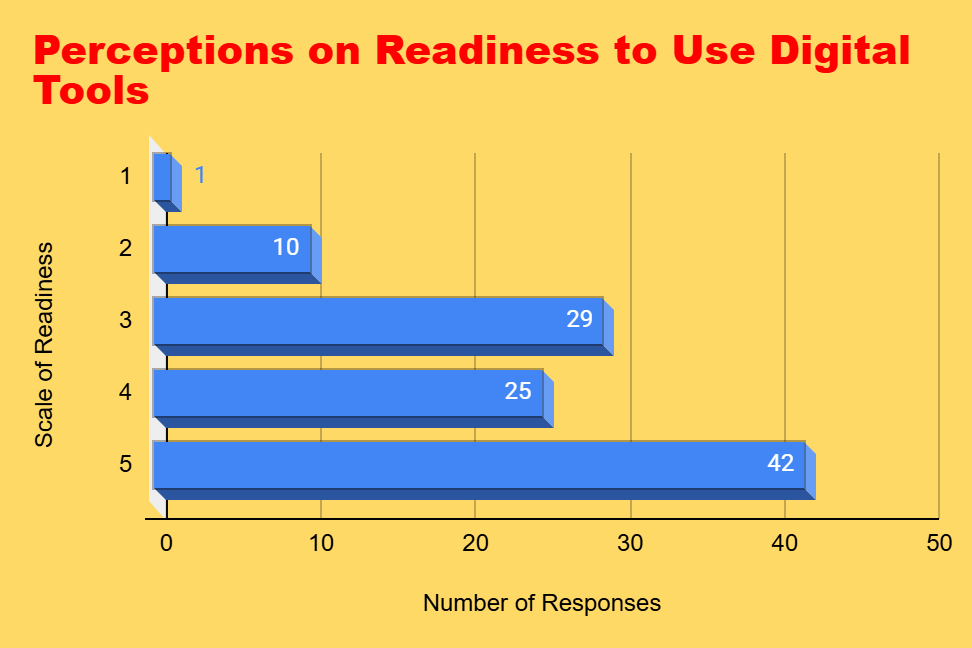 Perceptions on Readiness to Use Digital
Tools
Scale of Readiness
1 1
2 10
3 29
4 25
5 42
0 10 20 30 40 50
Number of Responses